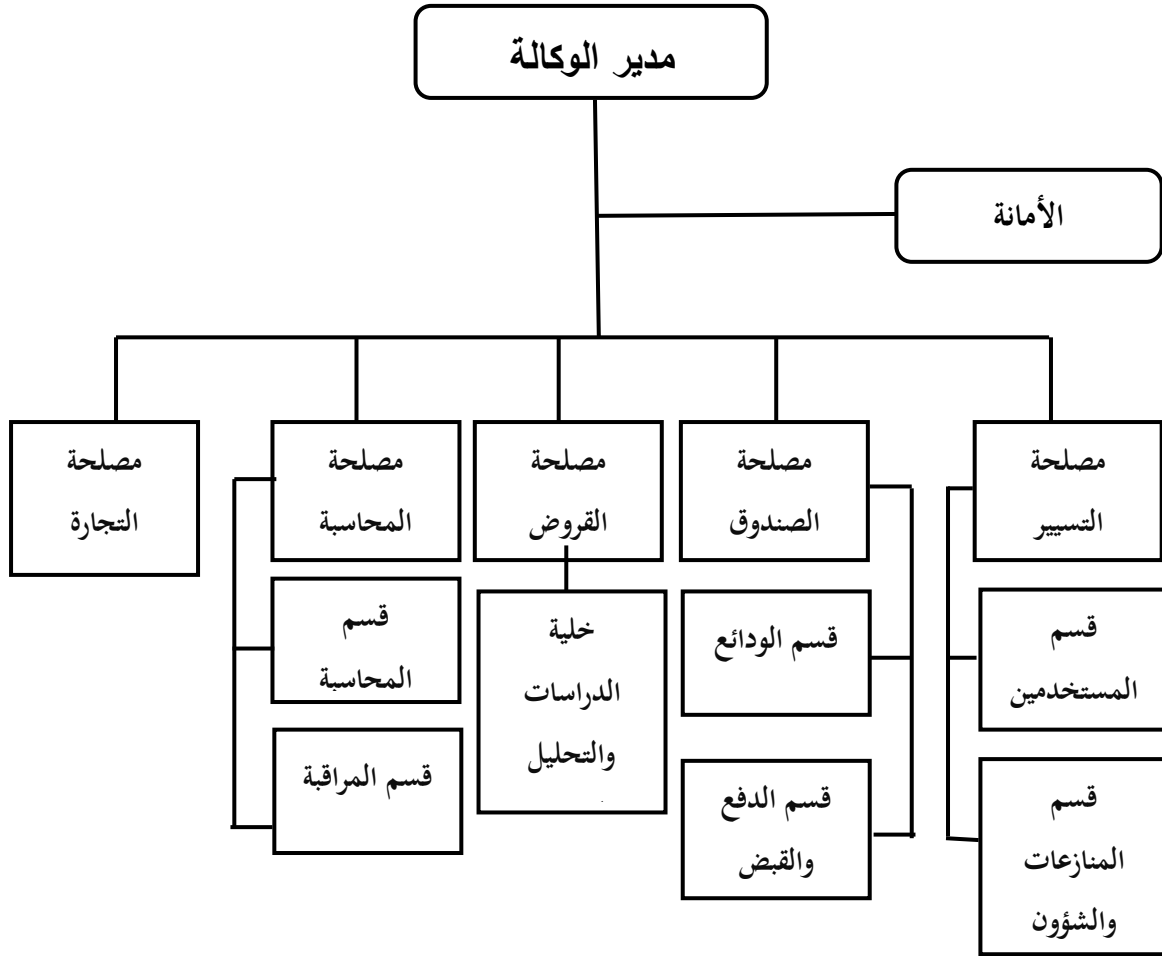 مدير الوكالة
الأمانة
مصلحة
التسيير
مصلحة
الصندوق
مصلحة
القروض
مصلحة
المحاسبة
مصلحة
التجارة
قسم
المستخدمين
قسم
المنازعات
والشؤون
قسم الودائع
قسم الدفع
والقبض
خلية
الدراسات
والتحليل
قسم
المحاسبة
قسم المراقبة